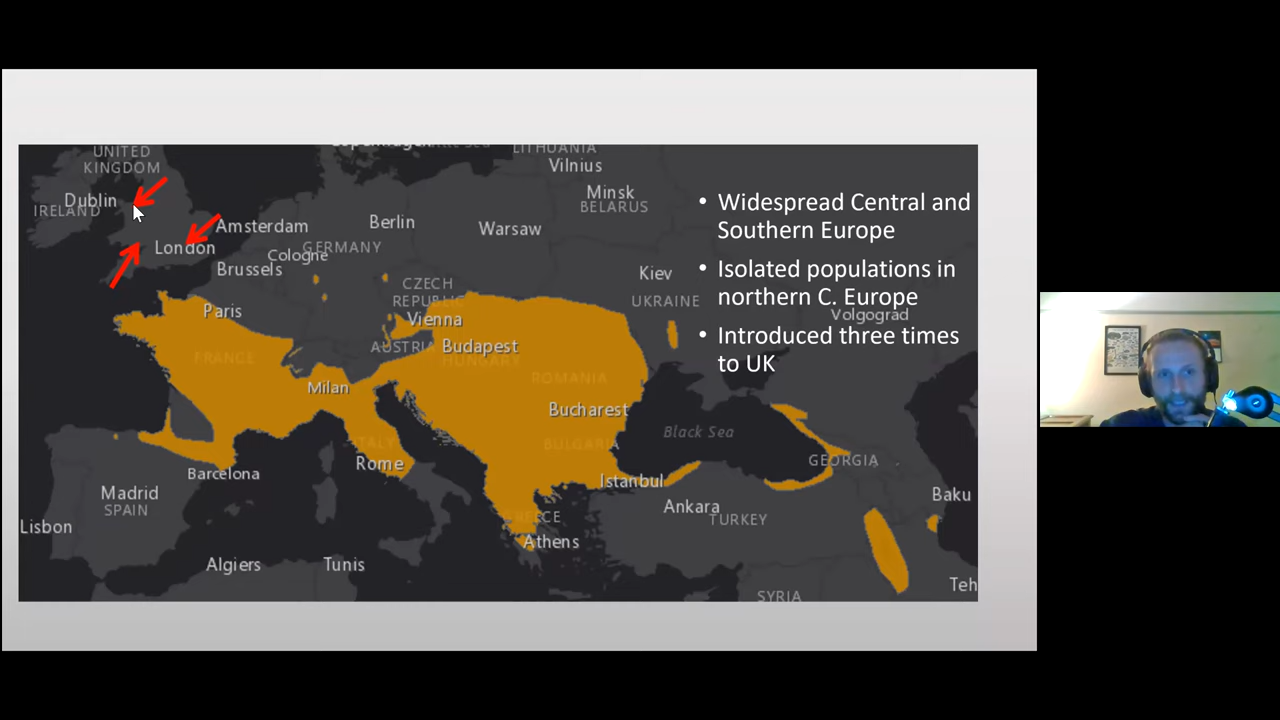 UNITED
KINGDOM
Dublin
IRELAND
LITHUANIA
Vilnius
Minsk
BELARUS
Amsterdam
Berlin
Warsaw
London
Cologne
GERMANY
Brussels
Kiev
UKRAINE
CZECH
REPUBLIC
Paris
Vienna
Volgograd
AUSTRIA
Budapest
HUNGARY
FRANCE
Milan
ROMANIA
Bucharest
Black Sea
ITALY
BULGARIA
Rome
GEORGIA
Barcelona
Istanbul
Madrid
SPAIN
Ankara
TURKEY
Baku
Lisbon
GREECE
Athens
Algiers
Tunis
Teh
SYRIA
• Widespread Central and
Southern Europe
• Isolated populations in
northern C. Europe
• Introduced three times
to UK